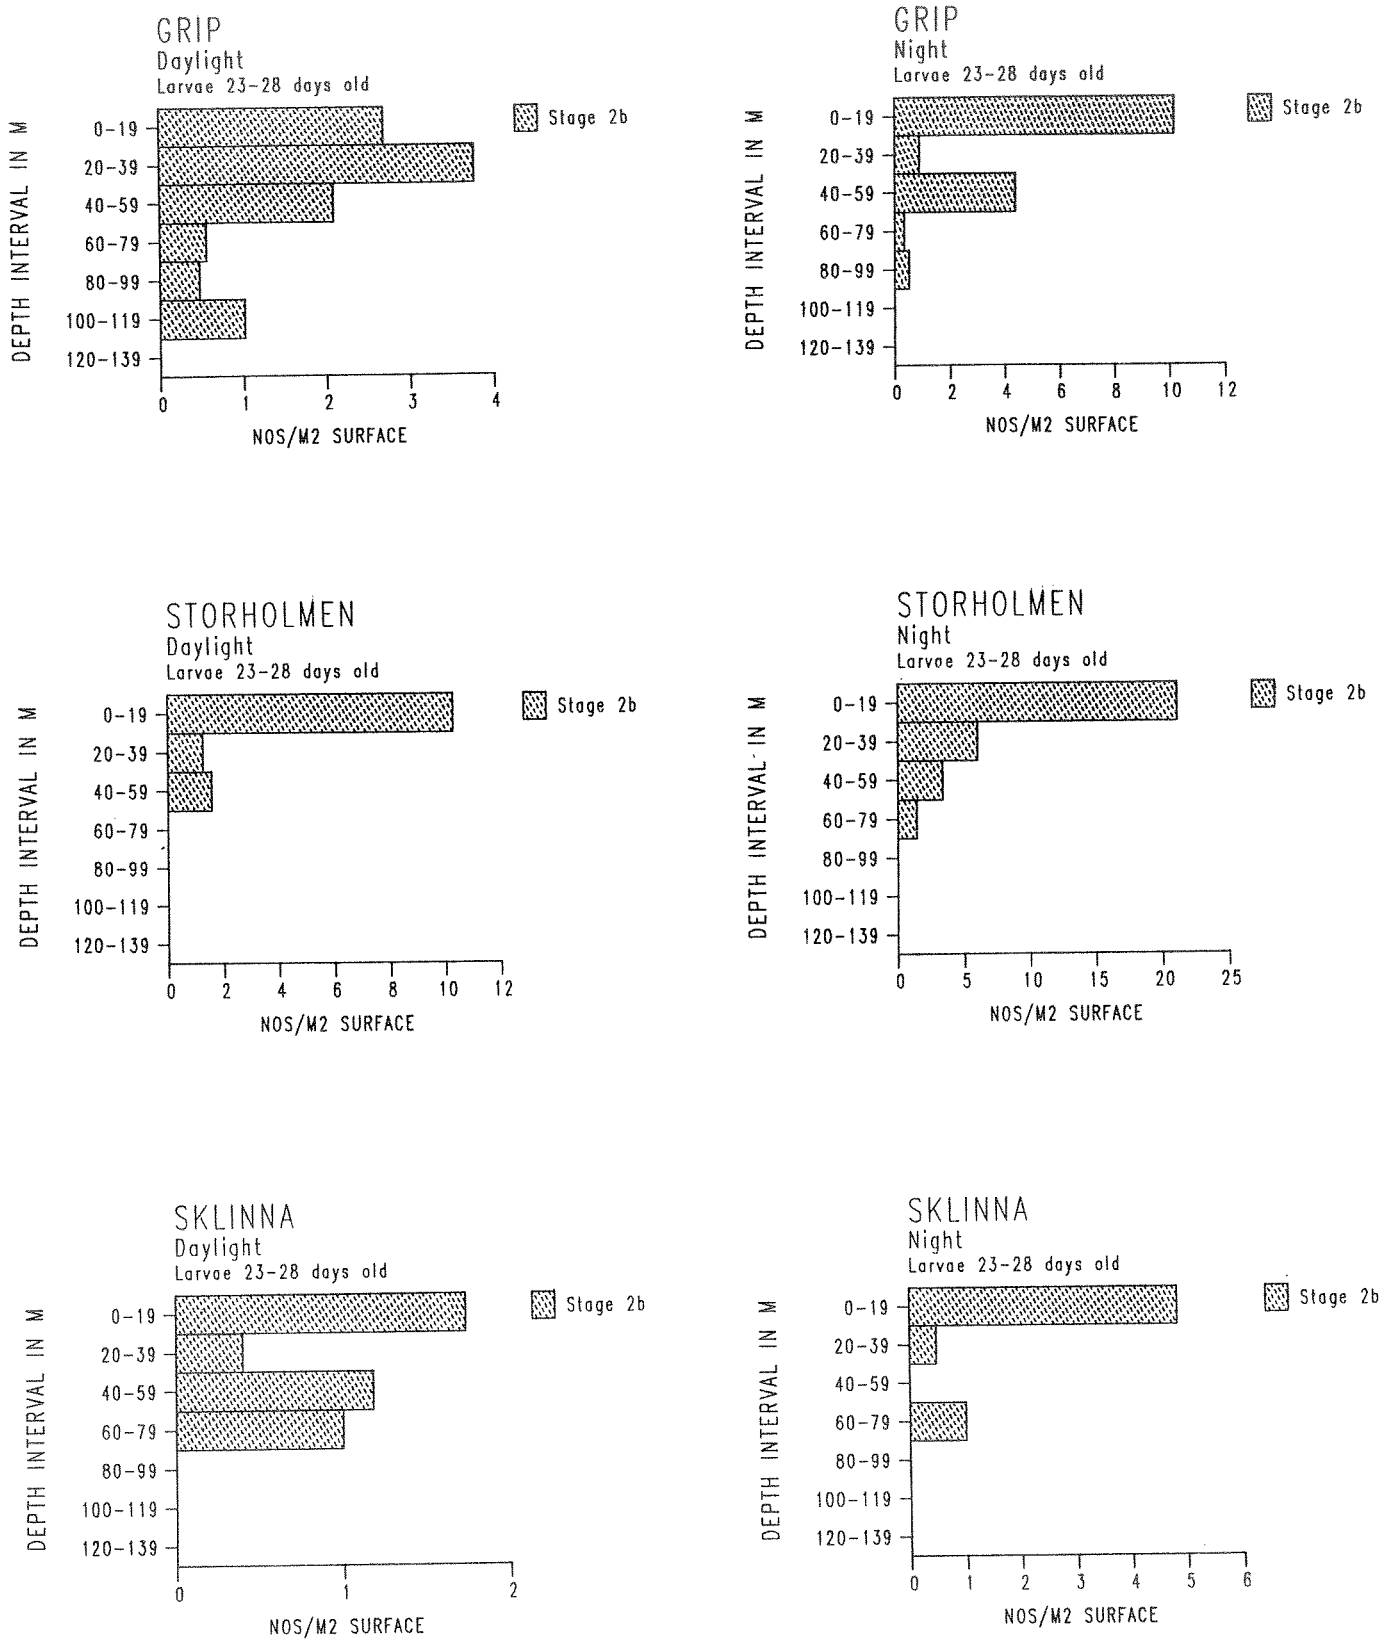 GRIP
Daylight
Larvae 23-28 days old
Stage 2b
DEPTH INTERVAL IN M
0-19
20-39
40-59
60-79
80-99
100-119
120-139
0 1 2 3 4
NOS/M2 SURFACE
GRIP
Night
Larvae 23-28 days old
Stage 2b
DEPTH INTERVAL IN M
0-19
20-39
40-59
60-79
80-99
100-119
120-139
0 2 4 6 8 10 12
NOS/M2 SURFACE
STORHOLMEN
Daylight
Larvae 23-28 days old
Stage 2b
DEPTH INTERVAL IN M
0-19
20-39
40-59
60-79
80-99
100-119
120-139
0 2 4 6 8 10 12
NOS/M2 SURFACE
STORHOLMEN
Night
Larvae 23-28 days old
Stage 2b
DEPTH INTERVAL IN M
0-19
20-39
40-59
60-79
80-99
100-119
120-139
0 5 10 15 20 25
NOS/M2 SURFACE
SKLINNA
Daylight
Larvae 23-28 days old
Stage 2b
DEPTH INTERVAL IN M
0-19
20-39
40-59
60-79
80-99
100-119
120-139
0 1 2
NOS/M2 SURFACE
SKLINNA
Night
Larvae 23-28 days old
Stage 2b
DEPTH INTERVAL IN M
0-19
20-39
40-59
60-79
80-99
100-119
120-139
0 1 2 3 4 5 6
NOS/M2 SURFACE